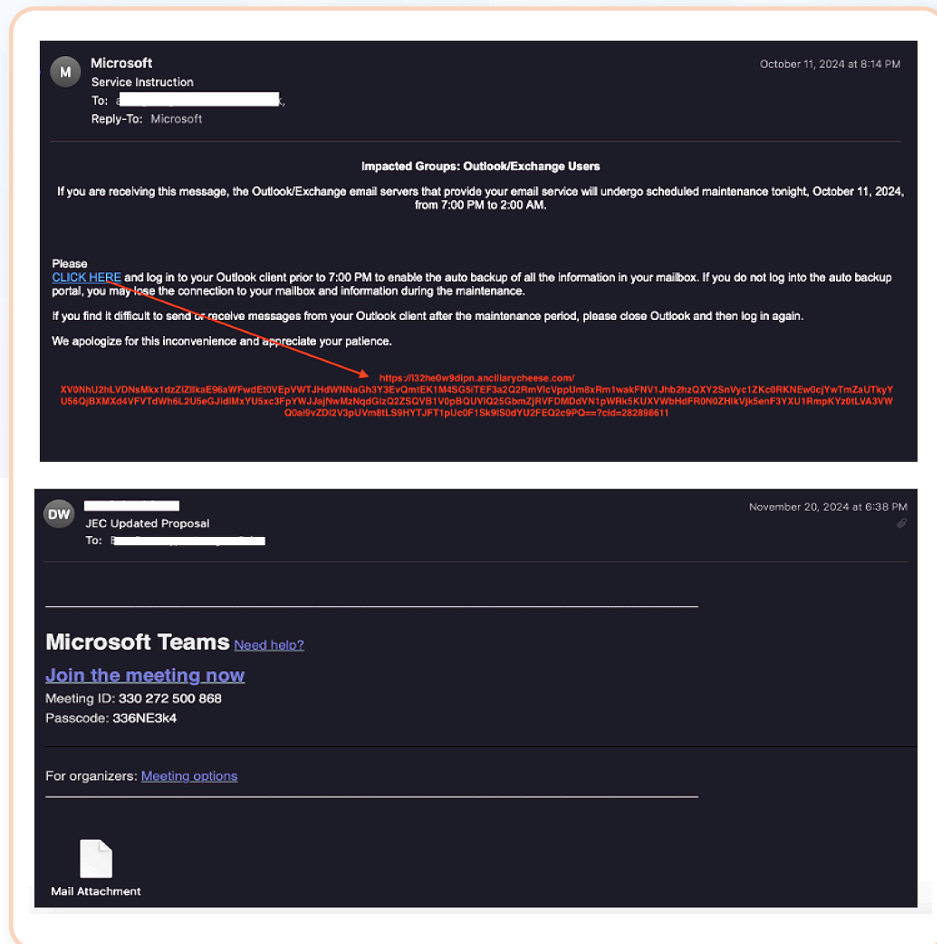 M
Microsoft
October 11, 2024 at 8:14 PM
Service Instruction
To:
Reply-To: Microsoft
Impacted Groups: Outlook/Exchange Users
If you are receiving this message, the Outlook/Exchange email servers that provide your email service will undergo scheduled maintenance tonight, October 11, 2024,
from 7:00 PM to 2:00 AM.
Please
CLICK HERE and log in to your Outlook client prior to 7:00 PM to enable the auto backup of all the information in your mailbox. If you do not log into the auto backup
portal, you may lose the connection to your mailbox and information during the maintenance.
If you find it difficult to send or receive messages from your Outlook client after the maintenance period, please close Outlook and then log in again.
We apologize for this inconvenience and appreciate your patience.
DW
November 20, 2024 at 6:38 PM
JEC Updated Proposal
To:
Microsoft Teams Need help?
Join the meeting now
Meeting ID: 330 272 500 868
Passcode: 336NE3k4
For organizers: Meeting options
Mail Attachment